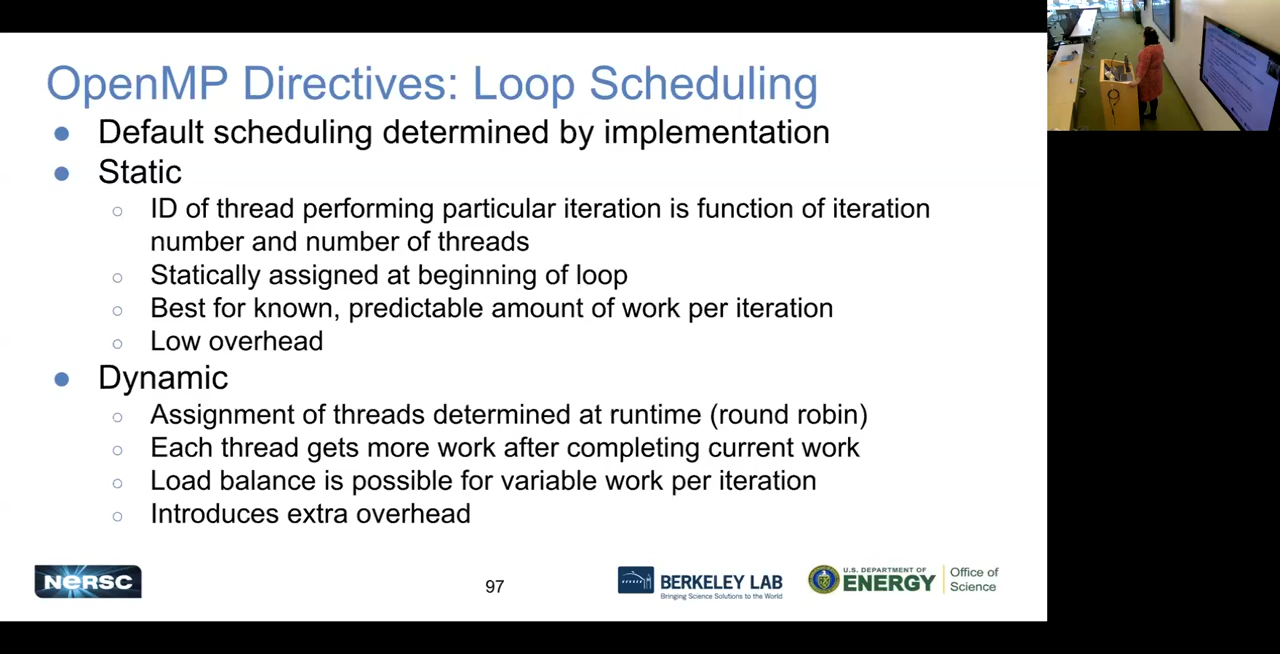 OpenMP Directives: Loop Scheduling
● Default scheduling determined by implementation
● Static
○ ID of thread performing particular iteration is function of iteration
number and number of threads
○ Statically assigned at beginning of loop
○ Best for known, predictable amount of work per iteration
○ Low overhead
● Dynamic
○ Assignment of threads determined at runtime (round robin)
○ Each thread gets more work after completing current work
○ Load balance is possible for variable work per iteration
○ Introduces extra overhead
NERSC
97
BERKELEY LAB
Bringing Science Solutions to the World
U.S. DEPARTMENT OF
ENERGY
Office of
Science